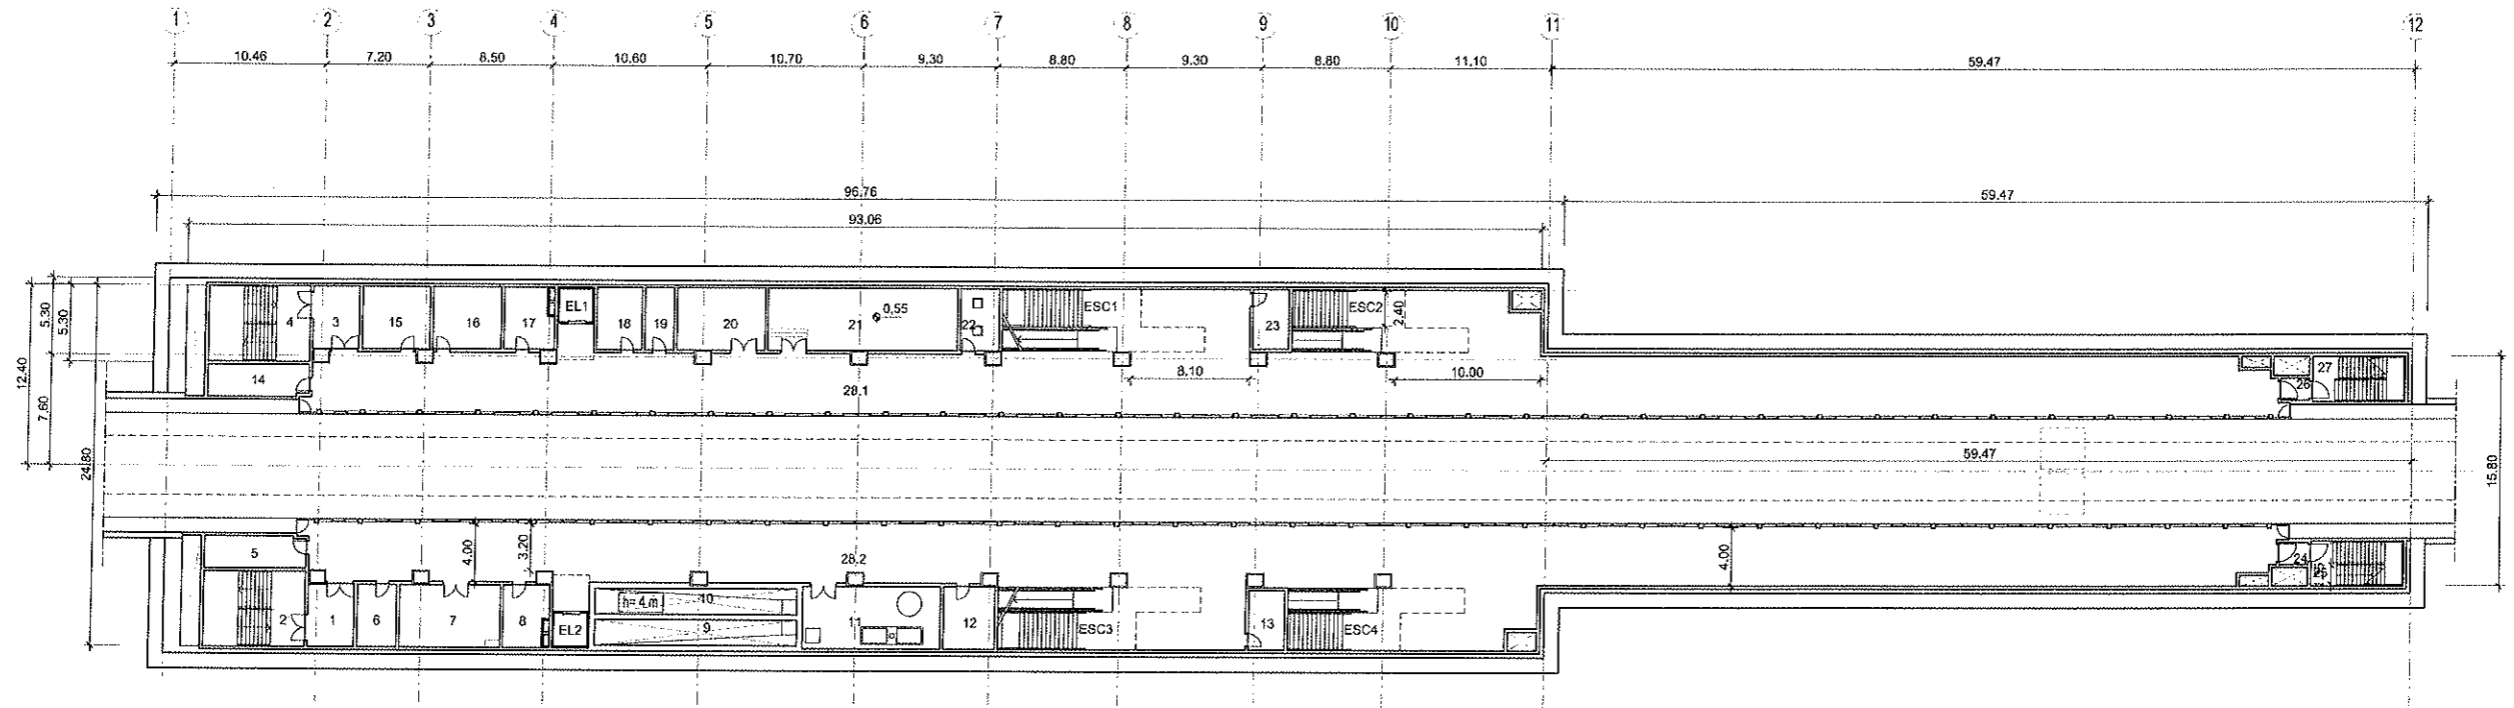 1 2 3 4 5 6 7 8 9 10 11 12
10.46 7.20 8.50 10.60 10.70 9.30 8.80 9.30 8.80 11.10 59.47
96.76 59.47
93.06
5.30 5.30 12.40 7.60 24.80
4 3 15 16 17 EL1 18 19 20 21 0,55 22 ESC1 23 ESC2 2.40
14 28.1 8.10 10.00 26 27
59.47 15.80
5 4.00 3.20 28.2 4.00 24 25
2 1 6 7 8 EL2 h= 4 m 10 9 11 12 ESC3 13 ESC4